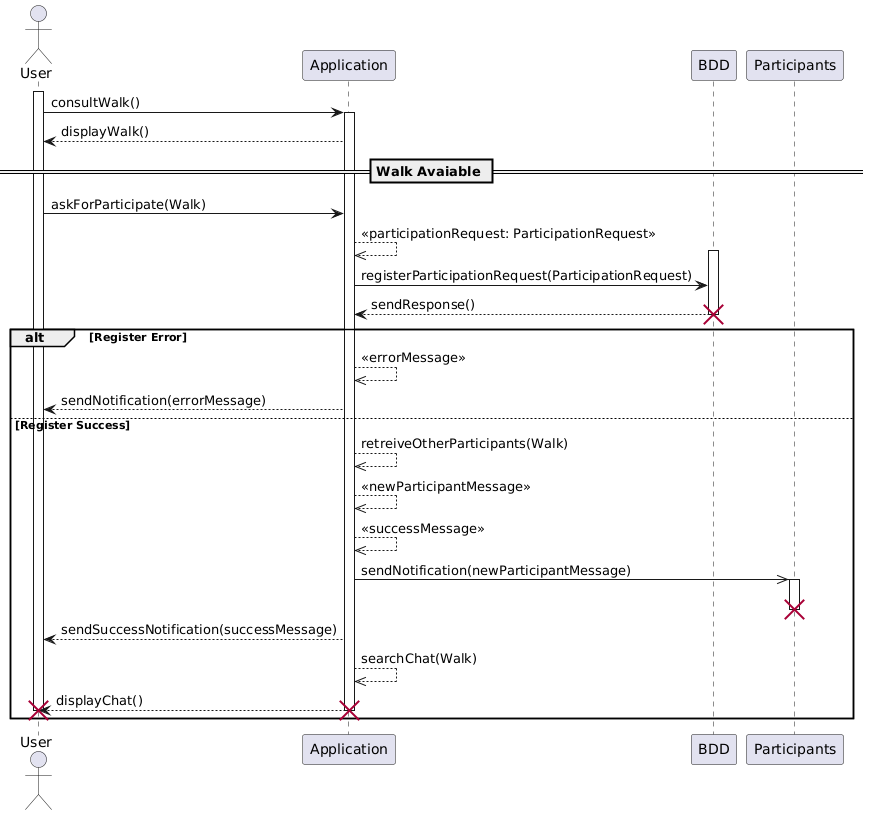 User
Application
BDD
Participants
consultWalk()
displayWalk()
Walk Avaiable
askForParticipate(Walk)
«participationRequest: ParticipationRequest»
registerParticipationRequest(ParticipationRequest)
sendResponse()
alt
[Register Error]
«errorMessage»
sendNotification(errorMessage)
[Register Success]
retreiveOtherParticipants(Walk)
«newParticipantMessage»
«successMessage»
sendNotification(newParticipantMessage)
sendSuccessNotification(successMessage)
searchChat(Walk)
displayChat()
User
Application
BDD
Participants